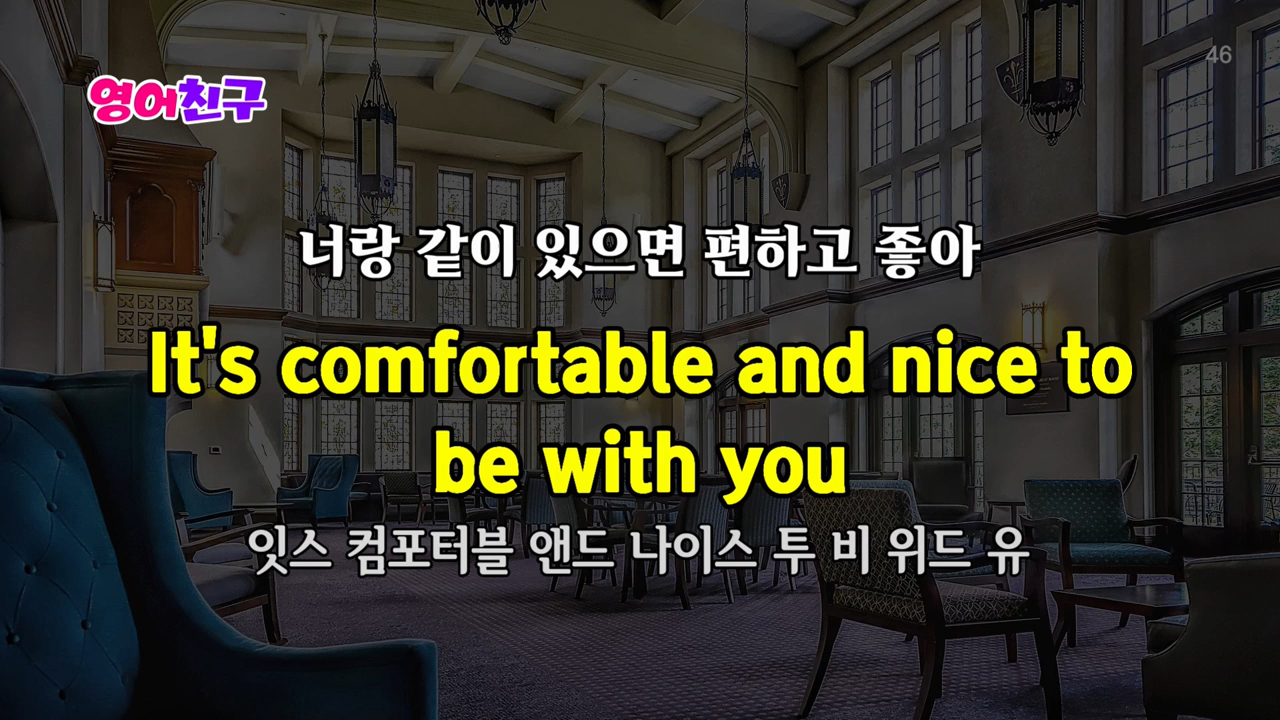 46
영어친구
너랑 같이 있으면 편하고 좋아
It's comfortable and nice to
be with you
잇스 컴포터블 앤드 나이스 투 비 위드 유